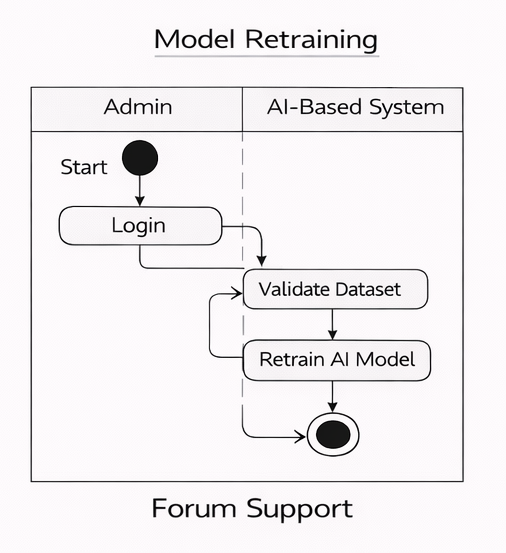 Model Retraining
Admin
AI-Based System
Start
Login
Validate Dataset
Retrain AI Model
Forum Support